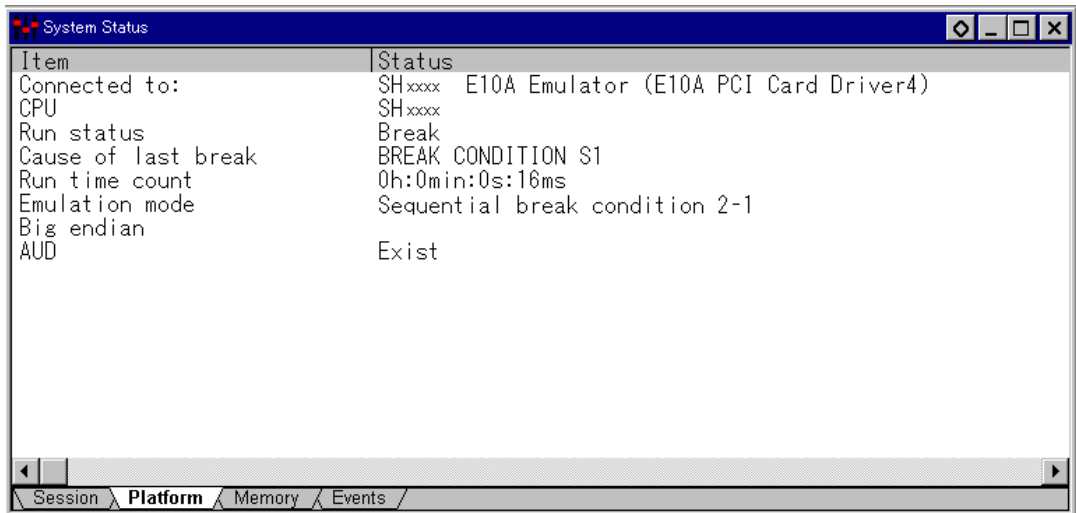 System Status
Item Status
Connected to: SHxxxx E10A Emulator (E10A PCI Card Driver4)
CPU SHxxxx
Run status Break
Cause of last break BREAK CONDITION S1
Run time count 0h:0min:0s:16ms
Emulation mode Sequential break condition 2-1
Big endian
AUD Exist
Session Platform Memory Events